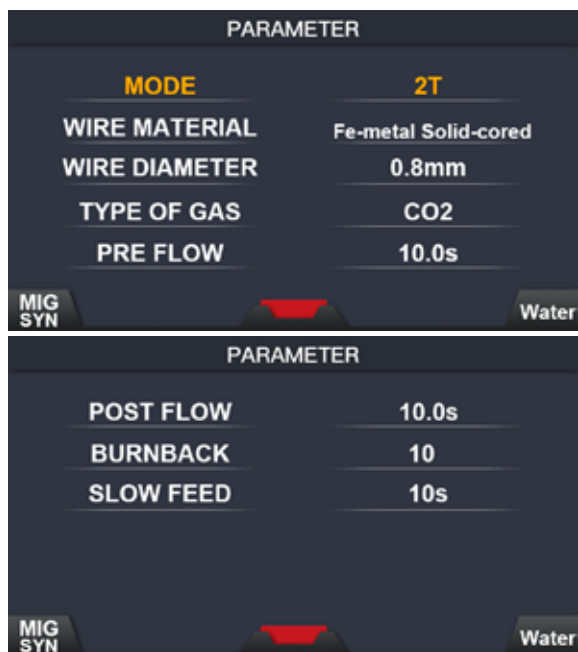 PARAMETER
MODE 2T
WIRE MATERIAL Fe-metal Solid-cored
WIRE DIAMETER 0.8mm
TYPE OF GAS CO2
PRE FLOW 10.0s
MIG
SYN
Water
PARAMETER
POST FLOW 10.0s
BURNBACK 10
SLOW FEED 10s
MIG
SYN
Water